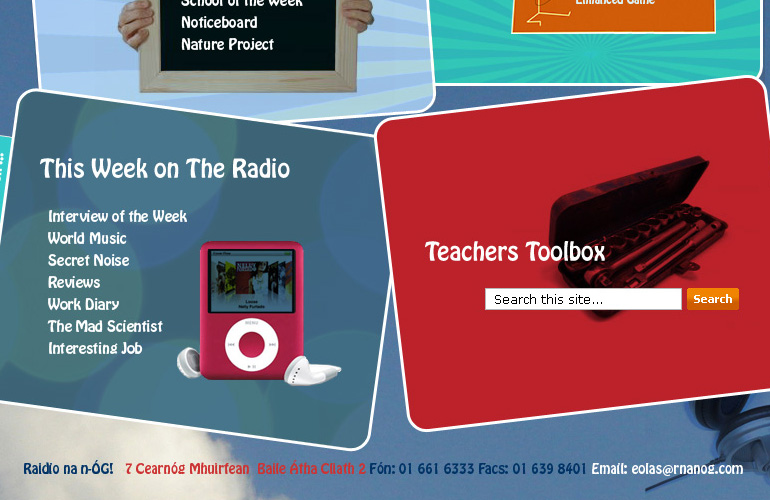 School of the Week
Noticeboard
Nature Project
Enhanced Game
This Week on The Radio
Interview of the Week
World Music
Secret Noise
Reviews
Work Diary
The Mad Scientist
Interesting Job
MENU
Teachers Toolbox
Search this site... Search
Raidío na n-ÓG! 7 Cearnóg Mhuirfean Baile Átha Cliath 2 Fón: 01 661 6333 Facs: 01 639 8401 Email: eolas@rnanog.com